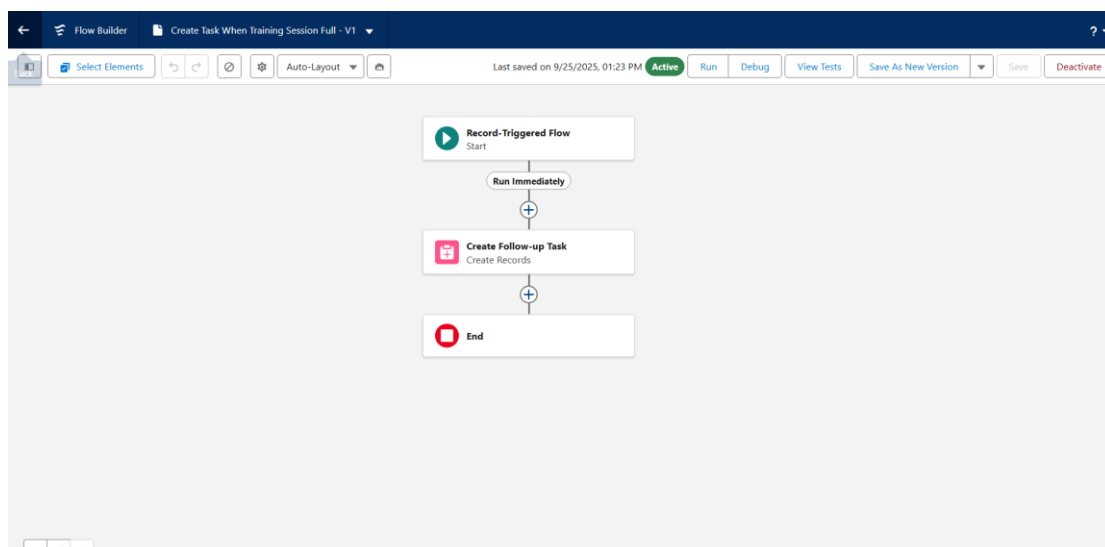 Flow Builder
Create Task When Training Session Full - V1
?
Select Elements
Auto-Layout
Last saved on 9/25/2025, 01:23 PM
Active
Run
Debug
View Tests
Save As New Version
Save
Deactivate
Record-Triggered Flow
Start
Run Immediately
Create Follow-up Task
Create Records
End